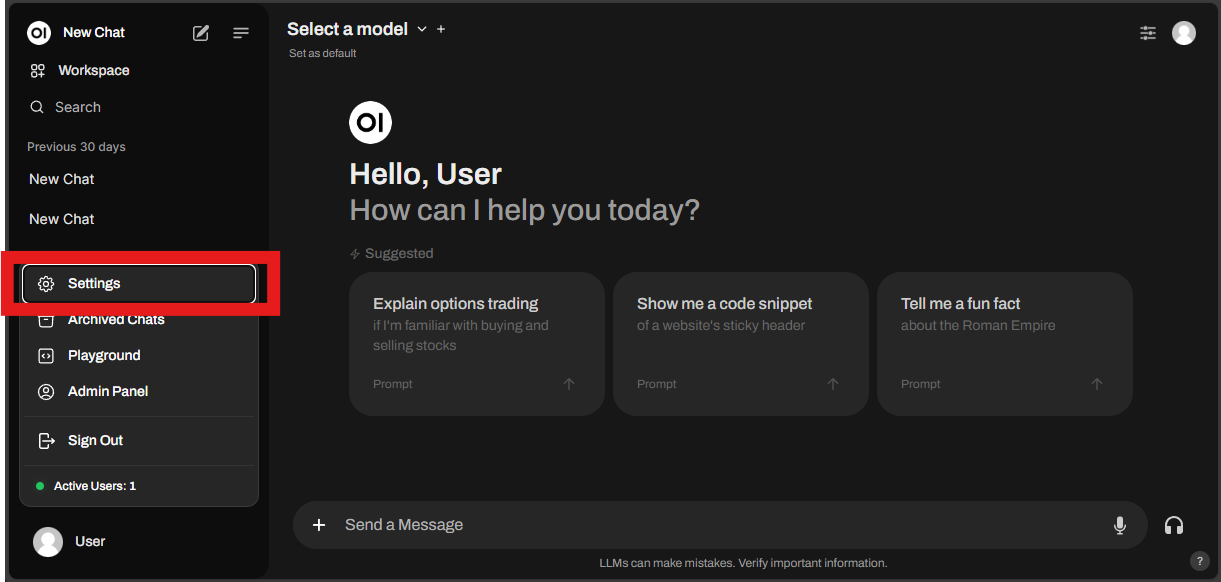 OI New Chat
Workspace
Search
Previous 30 days
New Chat
New Chat
Settings
Archived Chats
Playground
Admin Panel
Sign Out
Active Users: 1
User
Select a model
Set as default
OI
Hello, User
How can I help you today?
Suggested
Explain options trading
if I'm familiar with buying and
selling stocks
Prompt
Show me a code snippet
of a website's sticky header
Prompt
Tell me a fun fact
about the Roman Empire
Prompt
Send a Message
LLMs can make mistakes. Verify important information.
?